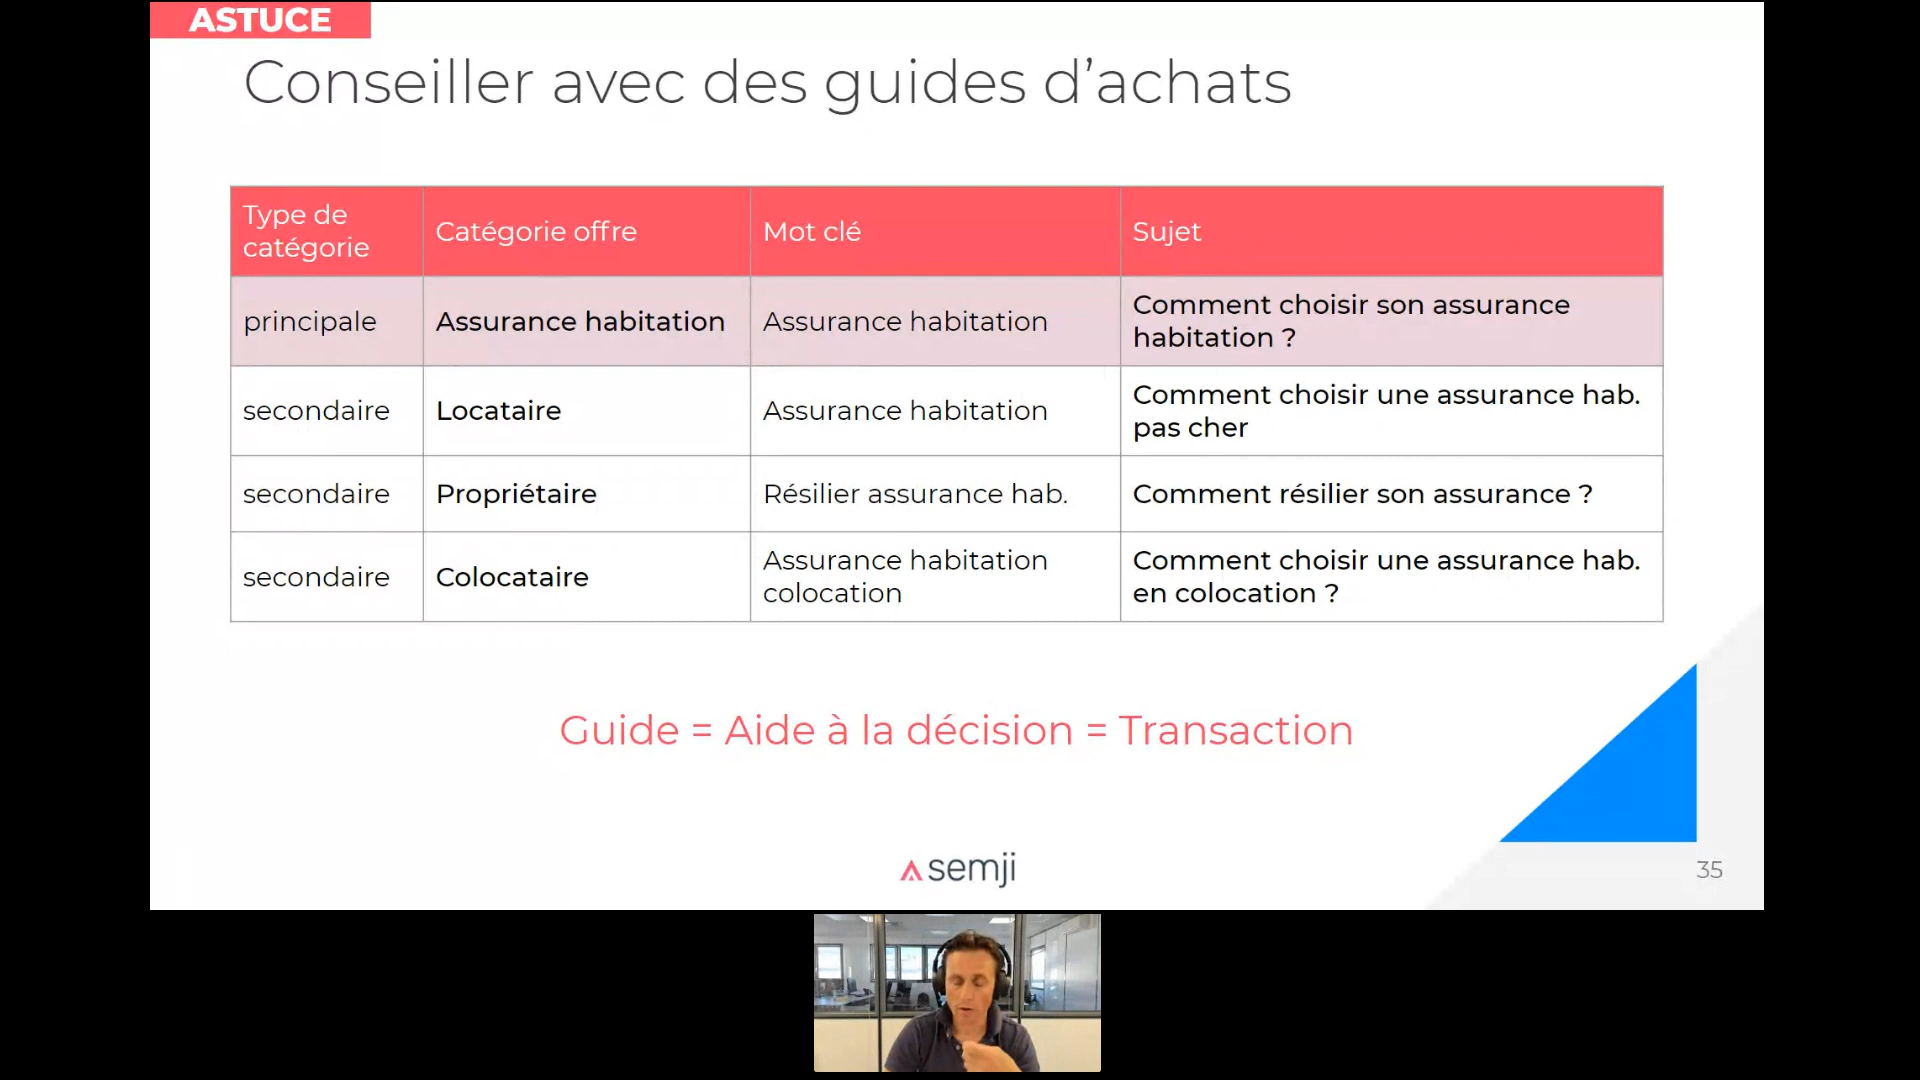 ASTUCE
Conseiller avec des guides d’achats
Type de
catégorie
Catégorie offre
Mot clé
Sujet
principale
Assurance habitation
Assurance habitation
Comment choisir son assurance
habitation ?
secondaire
Locataire
Assurance habitation
Comment choisir une assurance hab.
pas cher
secondaire
Propriétaire
Résilier assurance hab.
Comment résilier son assurance ?
secondaire
Colocataire
Assurance habitation
colocation
Comment choisir une assurance hab.
en colocation ?
Guide = Aide à la décision = Transaction
semji
35